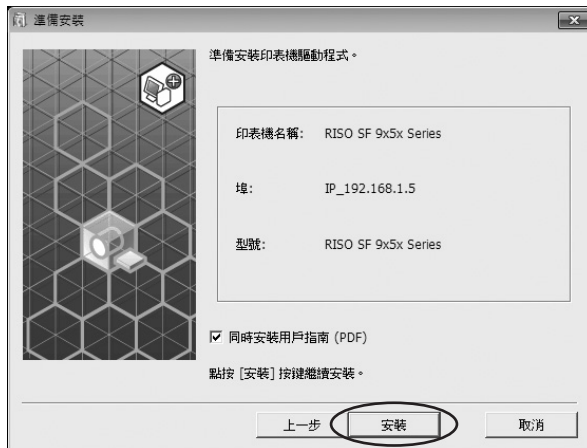 準備安裝
準備安裝印表機驅動程式。
印表機名稱: RISO SF 9x5x Series
埠: IP_192.168.1.5
型號: RISO SF 9x5x Series
同時安裝用戶指南 (PDF)
點按 [安裝] 按鍵繼續安裝。
上一步 安裝 取消